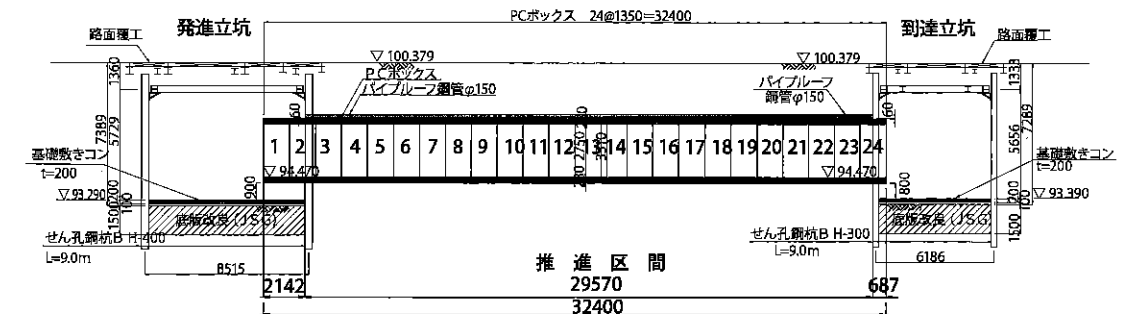 PCボックス 24@1350=32400
発進立坑
到達立坑
路面覆工
路面覆工
▽100.379
▽100.379
PCボックス
パイプルーフ鋼管φ150
パイプルーフ
鋼管φ150
1360
7389
5729
60
60
1333
7289
5656
1 2 3 4 5 6 7 8 9 10 11 12 13 14 15 16 17 18 19 20 21 22 23 24
2750
基礎敷きコン
t=200
基礎敷きコン
t=200
▽94.470
▽94.470
▽93.290
▽93.390
900
800
200
100
1500
200
100
1500
底版改良(JSG)
底版改良(JSG)
せん孔鋼杭B H-400
L=9.0m
せん孔鋼杭B H-300
L=9.0m
8515
6186
推進区間
2142
29570
687
32400